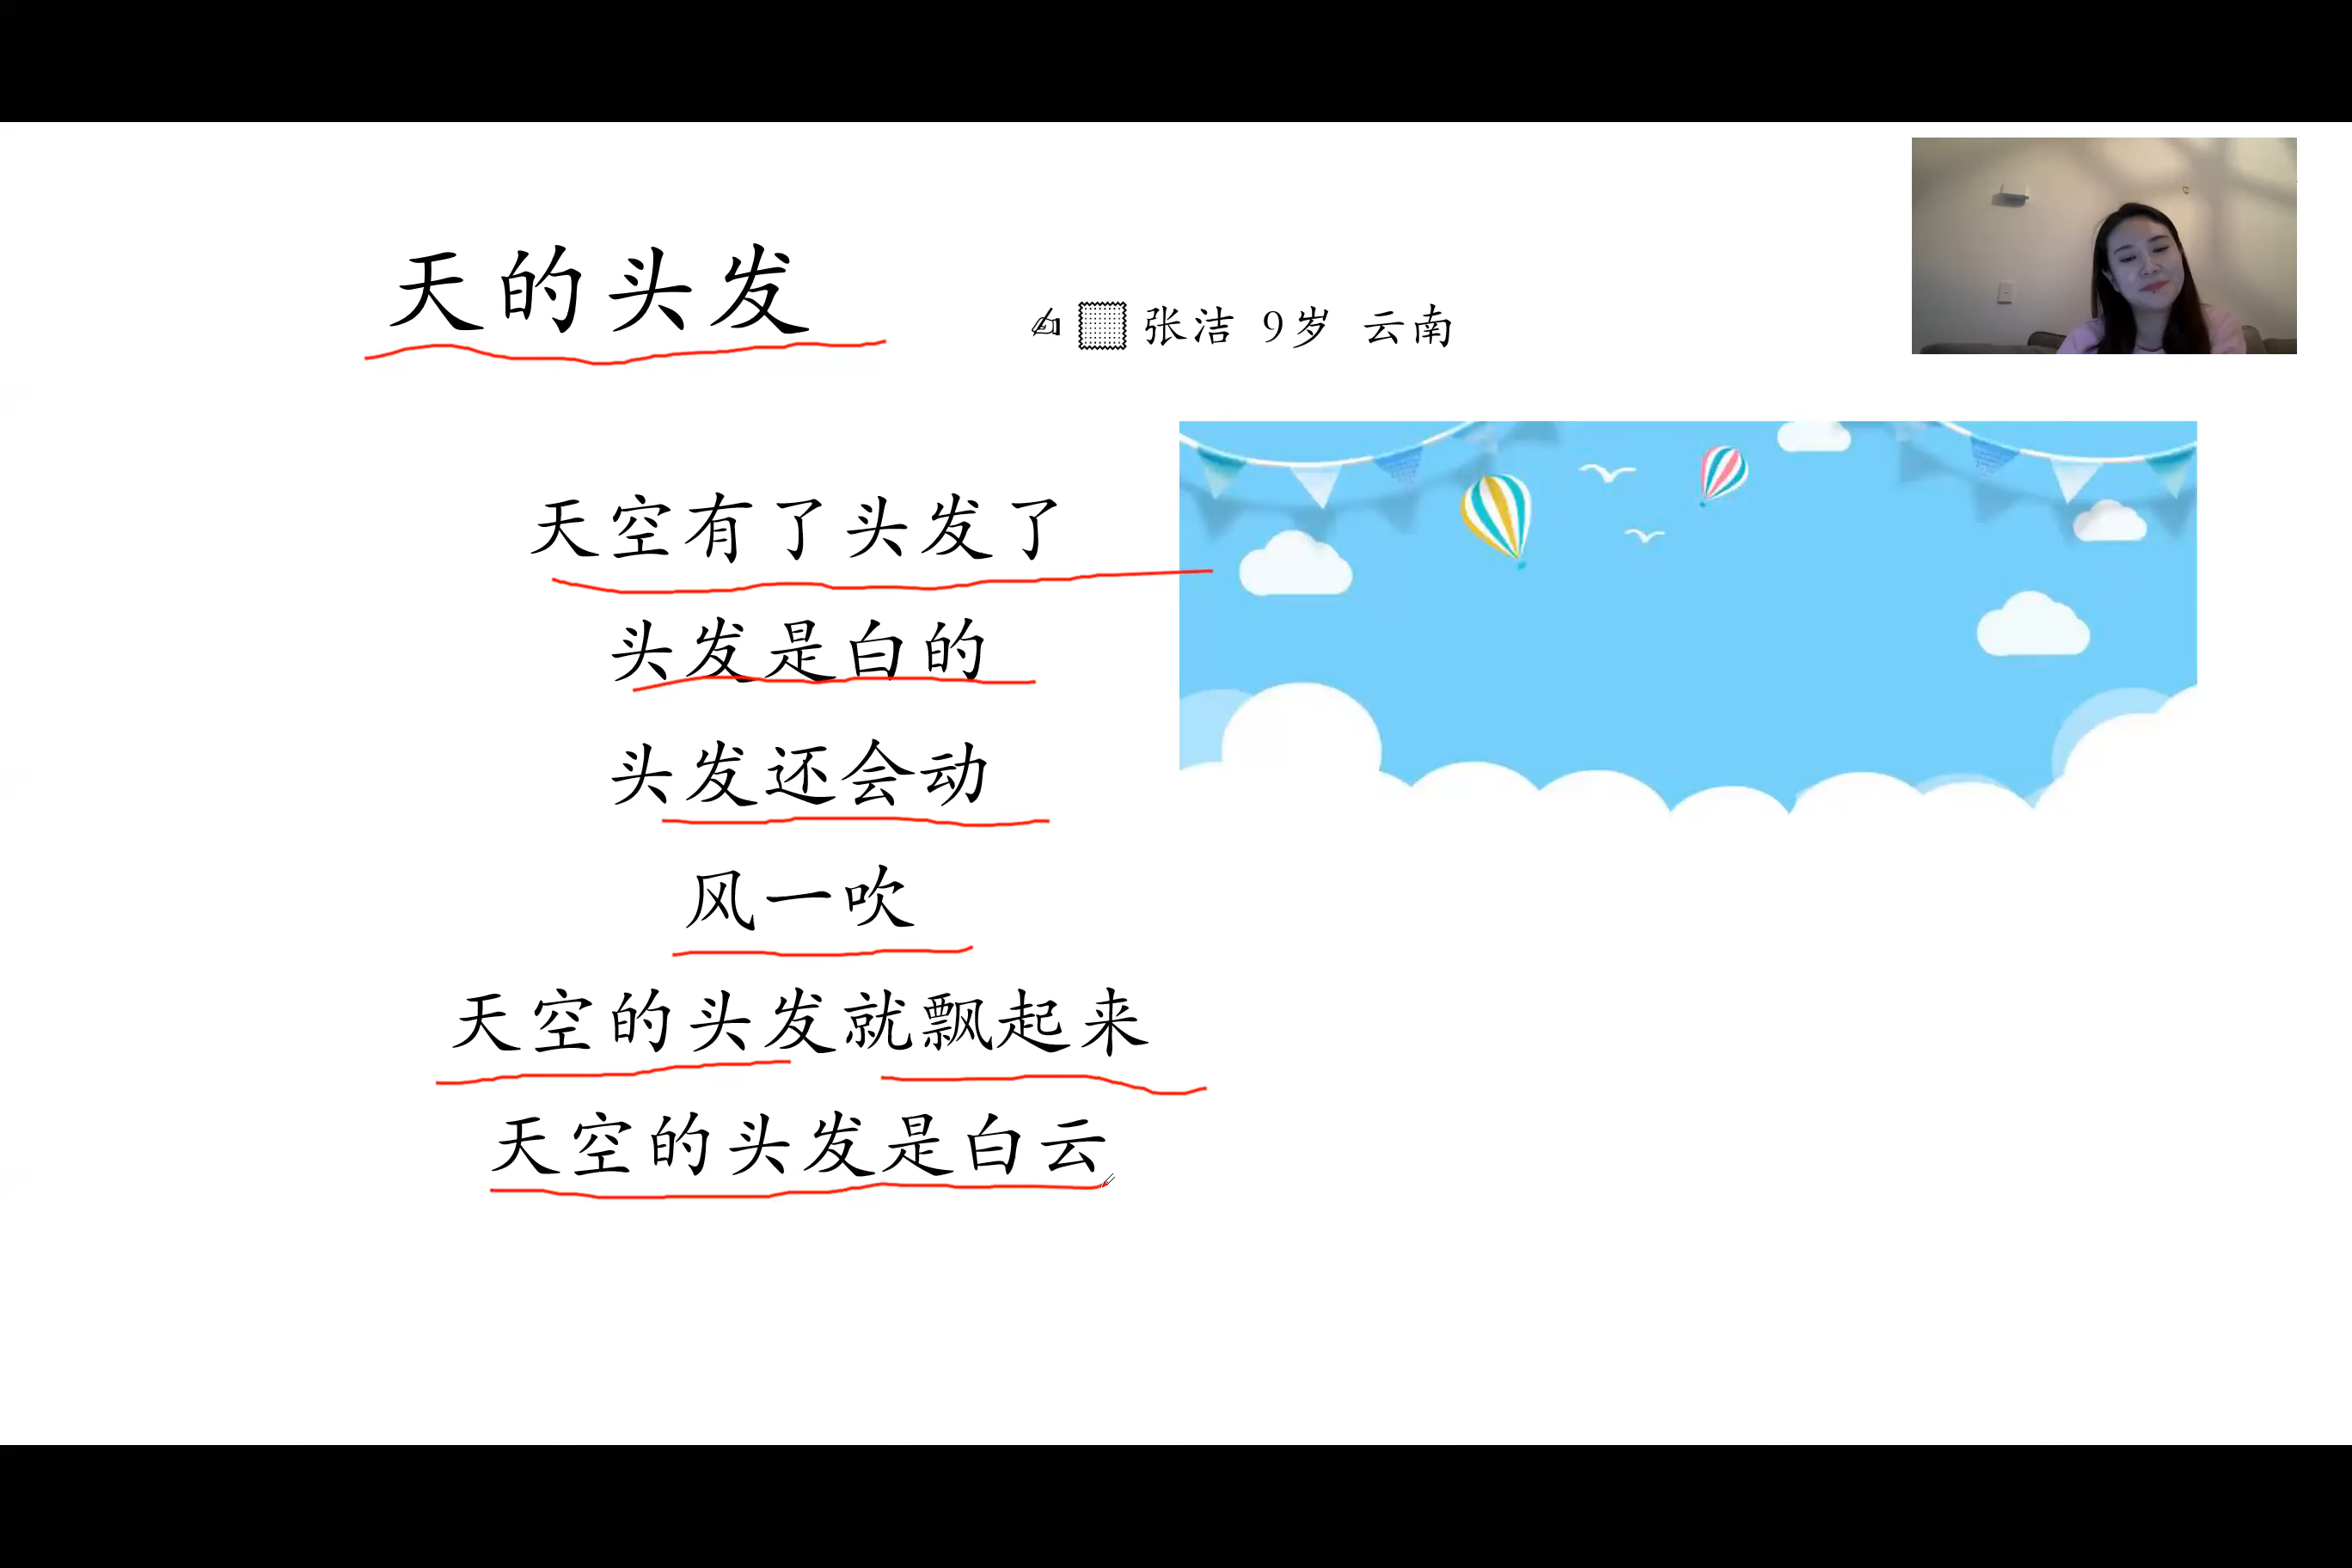 天的头发
张洁 9岁 云南
天空有了头发了
头发是白的
头发还会动
风一吹
天空的头发就飘起来
天空的头发是白云